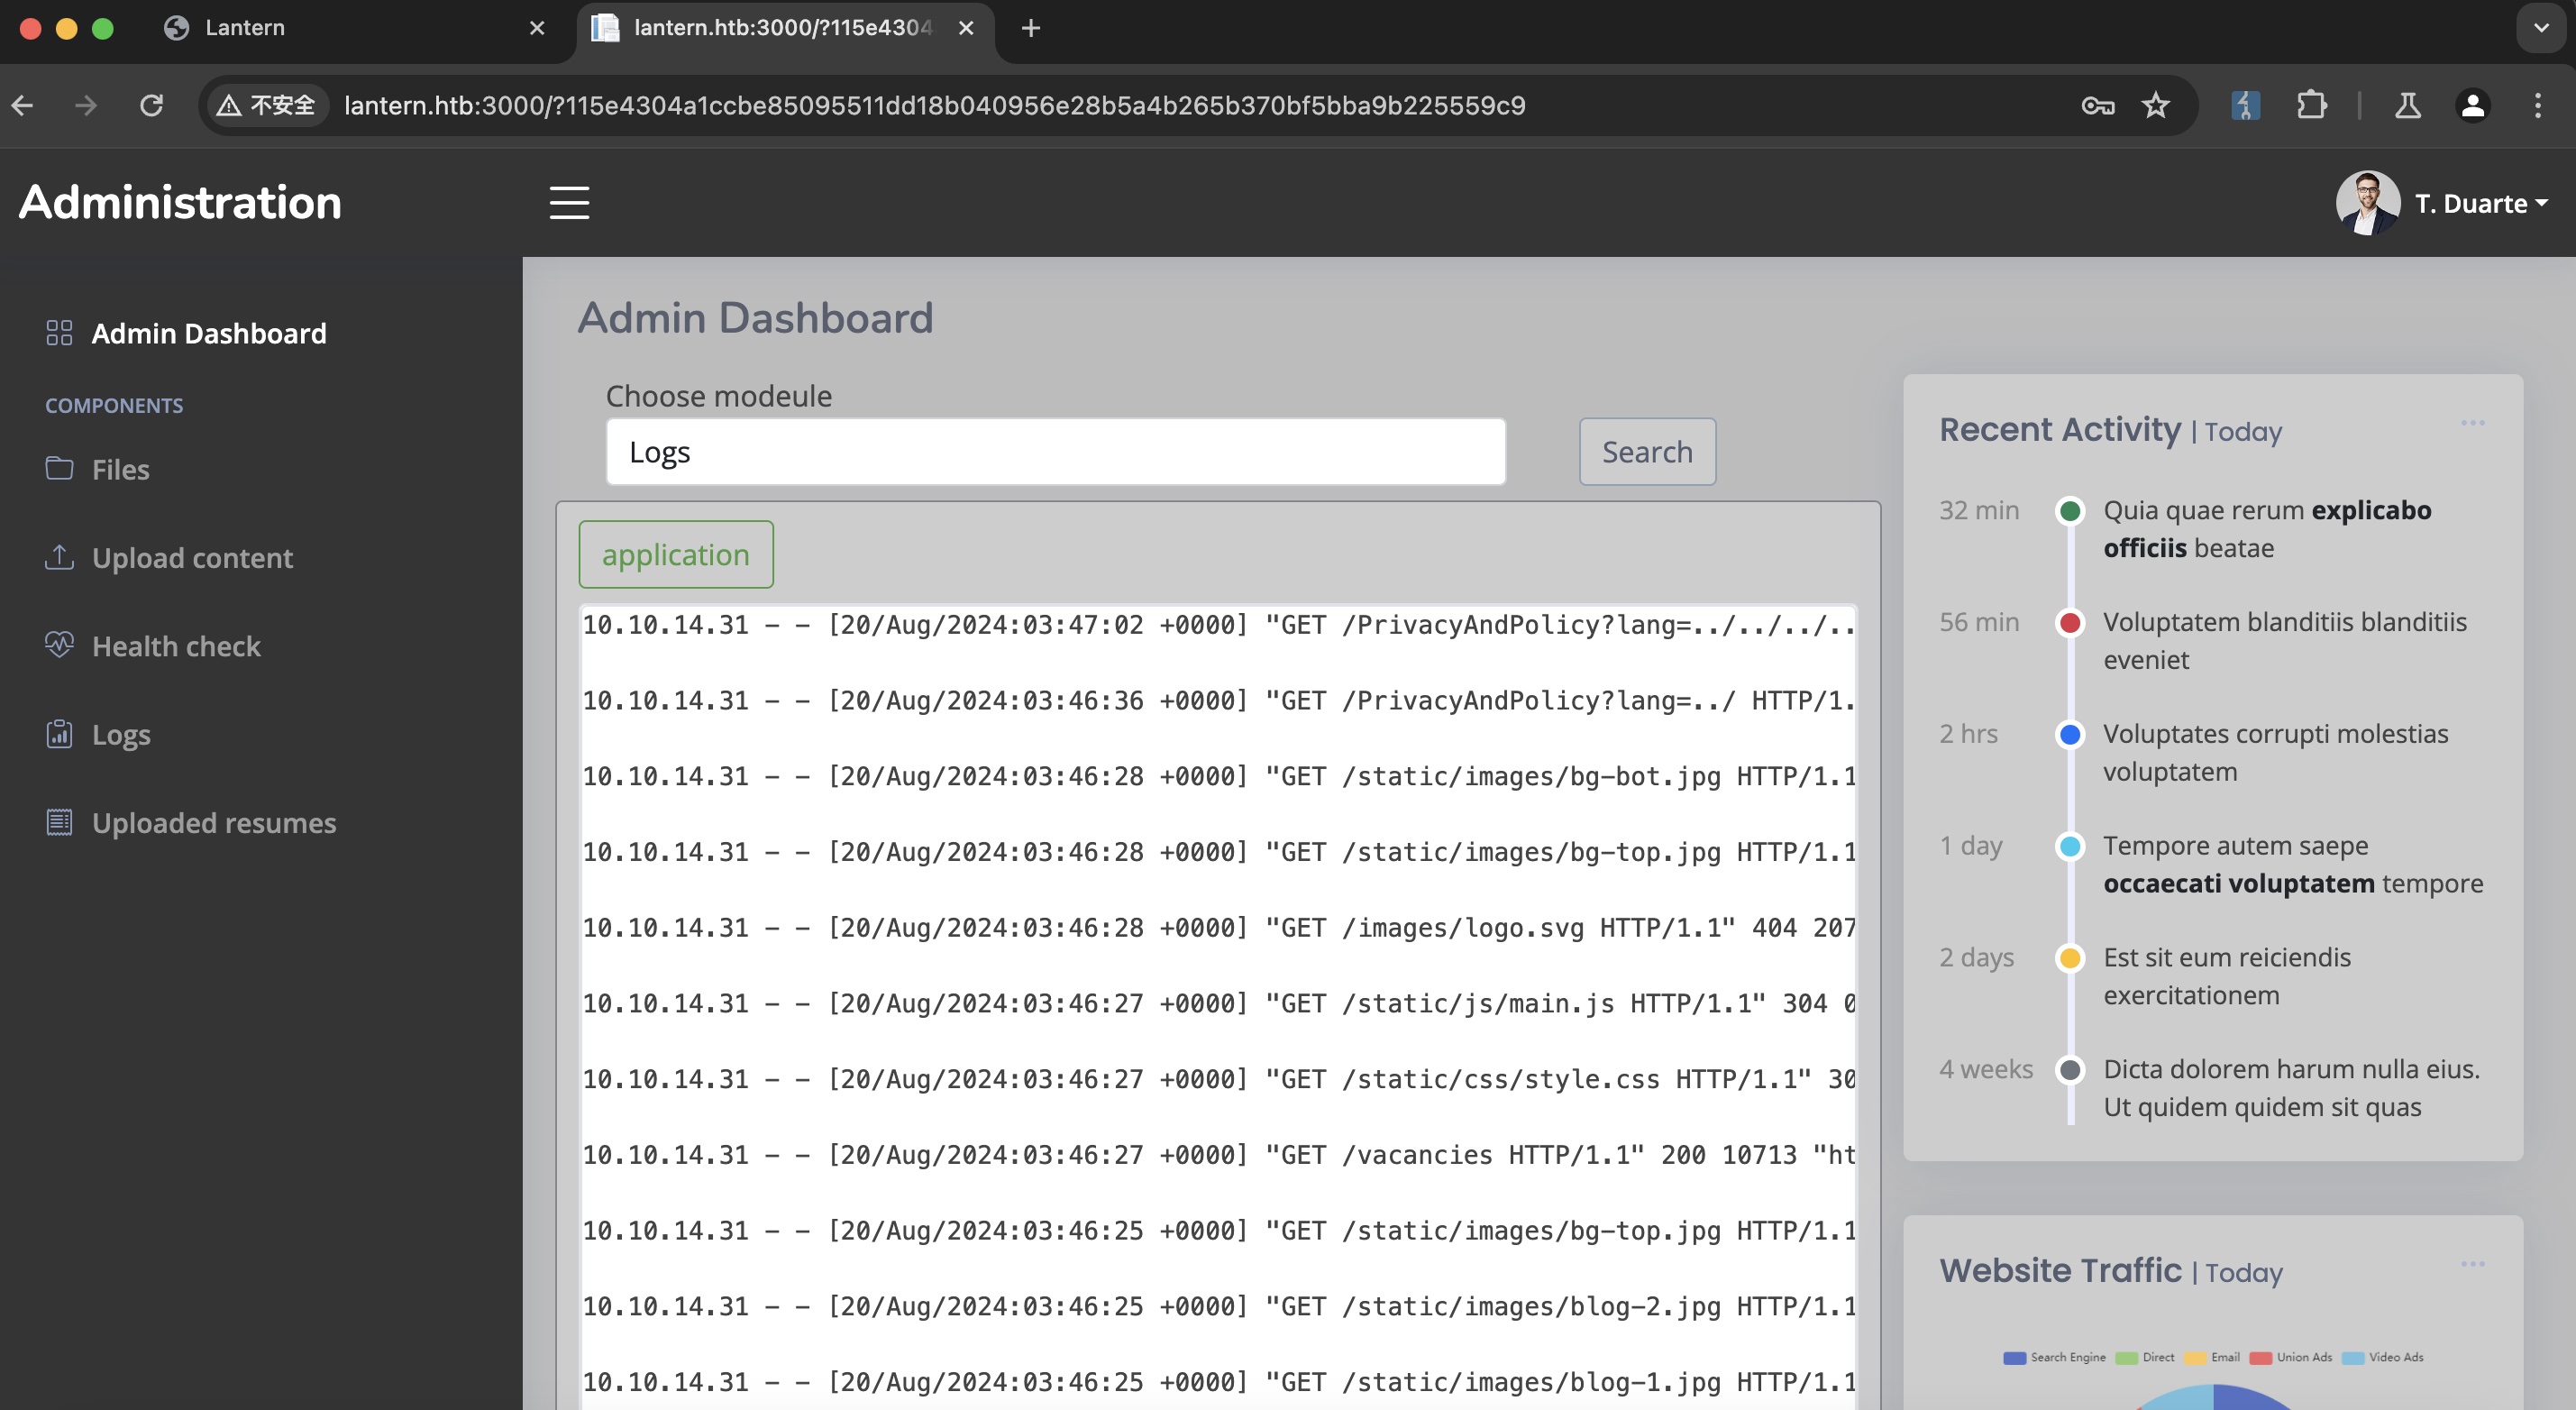 Lantern
lantern.htb:3000/?115e4304
不安全
lantern.htb:3000/?115e4304a1ccbe85095511dd18b040956e28b5a4b265b370bf5bba9b225559c9
Administration
T. Duarte
Admin Dashboard
COMPONENTS
Files
Upload content
Health check
Logs
Uploaded resumes
Admin Dashboard
Choose modeule
Logs
Search
application
10.10.14.31 - - [20/Aug/2024:03:47:02 +0000] "GET /PrivacyAndPolicy?lang=../../../..
10.10.14.31 - - [20/Aug/2024:03:46:36 +0000] "GET /PrivacyAndPolicy?lang=../ HTTP/1.
10.10.14.31 - - [20/Aug/2024:03:46:28 +0000] "GET /static/images/bg-bot.jpg HTTP/1.1
10.10.14.31 - - [20/Aug/2024:03:46:28 +0000] "GET /static/images/bg-top.jpg HTTP/1.1
10.10.14.31 - - [20/Aug/2024:03:46:28 +0000] "GET /images/logo.svg HTTP/1.1" 404 207
10.10.14.31 - - [20/Aug/2024:03:46:27 +0000] "GET /static/js/main.js HTTP/1.1" 304 0
10.10.14.31 - - [20/Aug/2024:03:46:27 +0000] "GET /static/css/style.css HTTP/1.1" 30
10.10.14.31 - - [20/Aug/2024:03:46:27 +0000] "GET /vacancies HTTP/1.1" 200 10713 "ht
10.10.14.31 - - [20/Aug/2024:03:46:25 +0000] "GET /static/images/bg-top.jpg HTTP/1.1
10.10.14.31 - - [20/Aug/2024:03:46:25 +0000] "GET /static/images/blog-2.jpg HTTP/1.1
10.10.14.31 - - [20/Aug/2024:03:46:25 +0000] "GET /static/images/blog-1.jpg HTTP/1.1
Recent Activity | Today
32 min Quia quae rerum explicabo
officiis beatae
56 min Voluptatem blanditiis blanditiis
eveniet
2 hrs Voluptates corrupti molestias
voluptatem
1 day Tempore autem saepe
occaecati voluptatem tempore
2 days Est sit eum reiciendis
exercitationem
4 weeks Dicta dolorem harum nulla eius.
Ut quidem quidem sit quas
Website Traffic | Today
Search Engine Direct Email Union Ads Video Ads